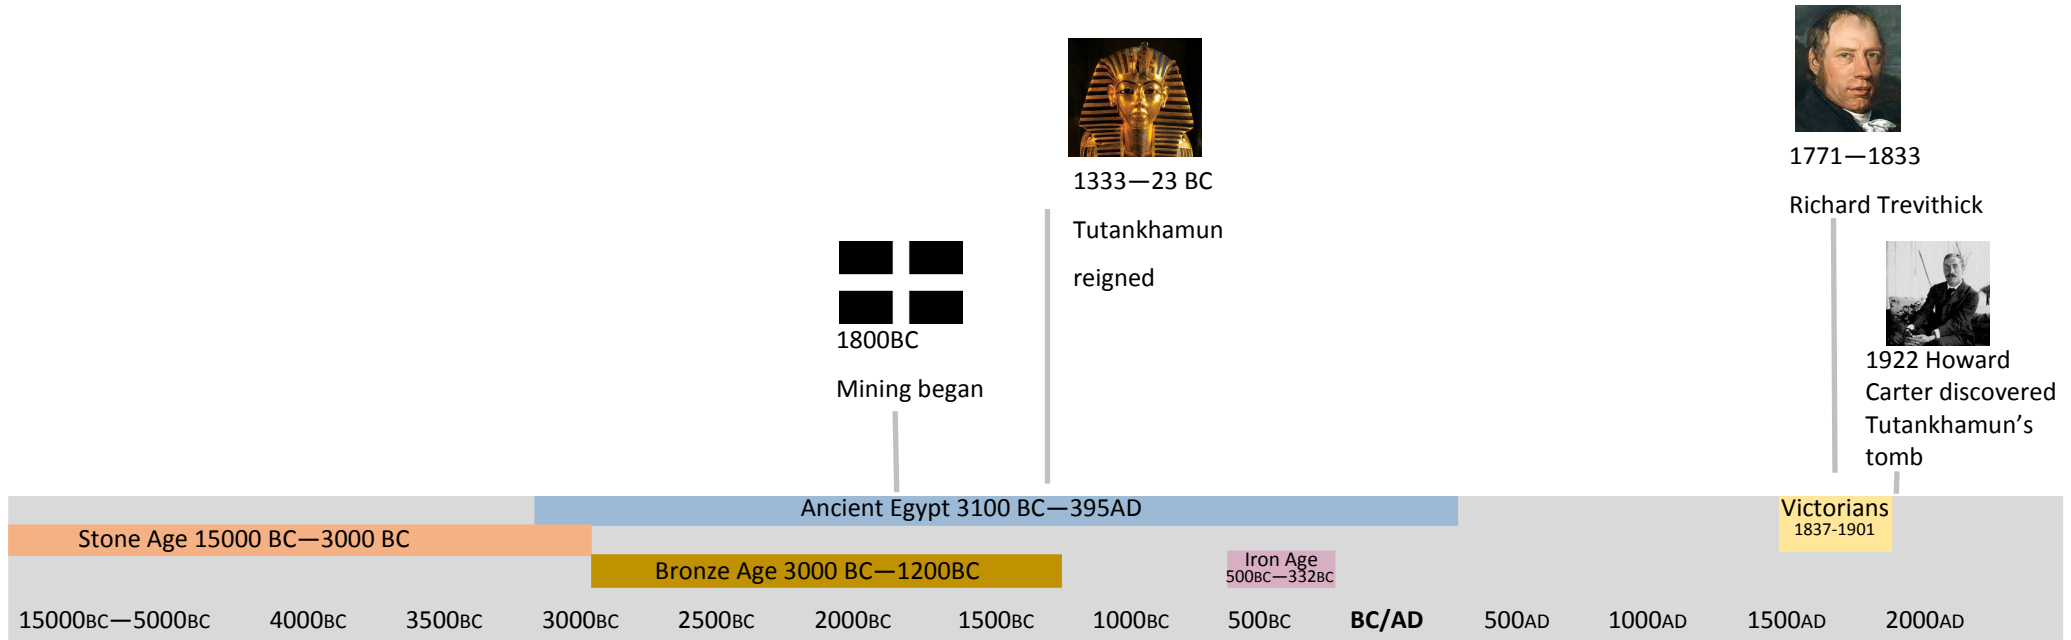 1771—1833
1333—23 BC
Richard Trevithick
Tutankhamun
reigned
1800BC
Mining began
1922 Howard
Carter discovered
Tutankhamun’s
tomb
Ancient Egypt 3100 BC—395AD
Victorians
1837-1901
Stone Age 15000 BC—3000 BC
Iron Age
500BC—332BC
Bronze Age 3000 BC—1200BC
15000BC—5000BC 4000BC 3500BC 3000BC 2500BC 2000BC 1500BC 1000BC 500BC BC/AD 500AD 1000AD 1500AD 2000AD